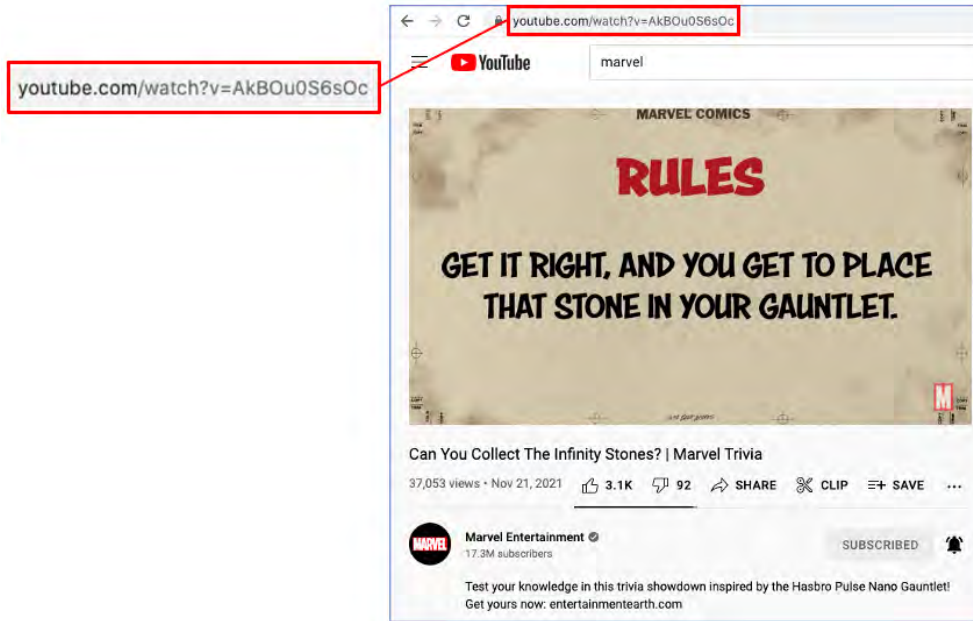 youtube.com/watch?v=AkBOu0S6sOc
youtube.com/watch?v=AkBOu0S6sOc
YouTube
marvel
MARVEL COMICS
RULES
GET IT RIGHT, AND YOU GET TO PLACE
THAT STONE IN YOUR GAUNTLET.
M
Can You Collect The Infinity Stones? | Marvel Trivia
37,053 views • Nov 21, 2021 3.1K 92 SHARE CLIP SAVE ...
MARVEL
Marvel Entertainment
17.3M subscribers
SUBSCRIBED
Test your knowledge in this trivia showdown inspired by the Hasbro Pulse Nano Gauntlet!
Get yours now: entertainmentearth.com